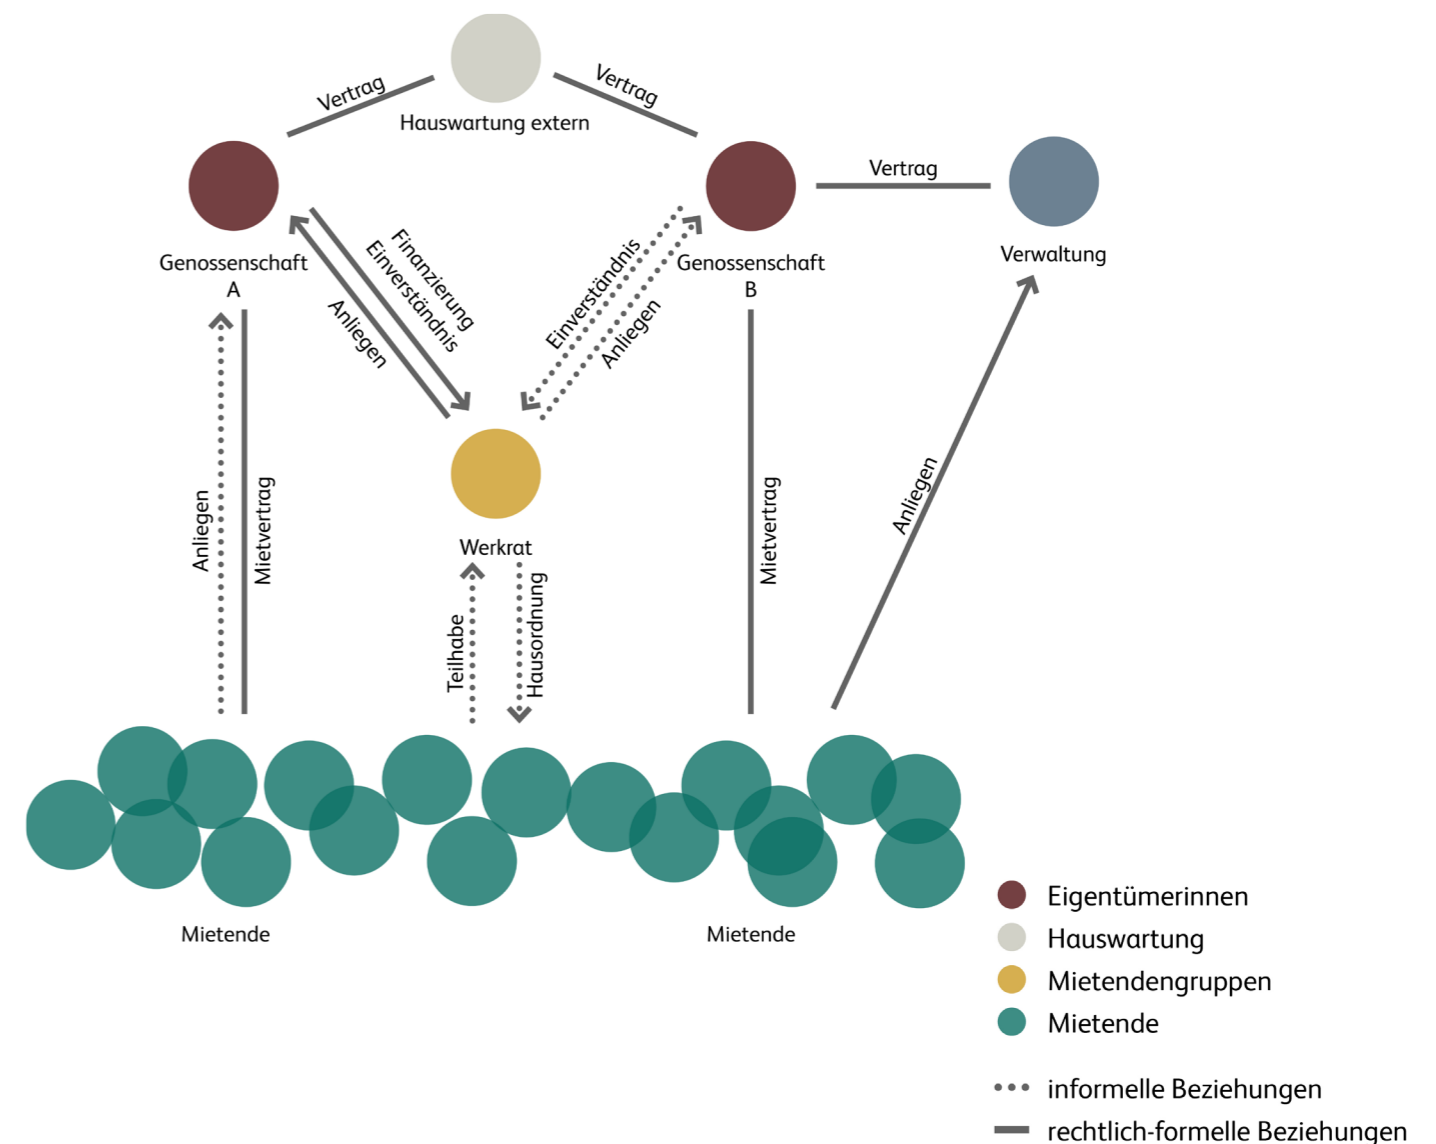 Vertrag
Vertrag
Hauswartung extern
Vertrag
Genossenschaft
A
Genossenschaft
B
Verwaltung
Finanzierung
Einverständnis
Anliegen
Einverständnis
Anliegen
Anliegen
Mietvertrag
Werkrat
Teilhabe
Hausordnung
Mietvertrag
Anliegen
Mietende
Mietende
Eigentümerinnen
Hauswartung
Mietendengruppen
Mietende
informelle Beziehungen
rechtlich-formelle Beziehungen